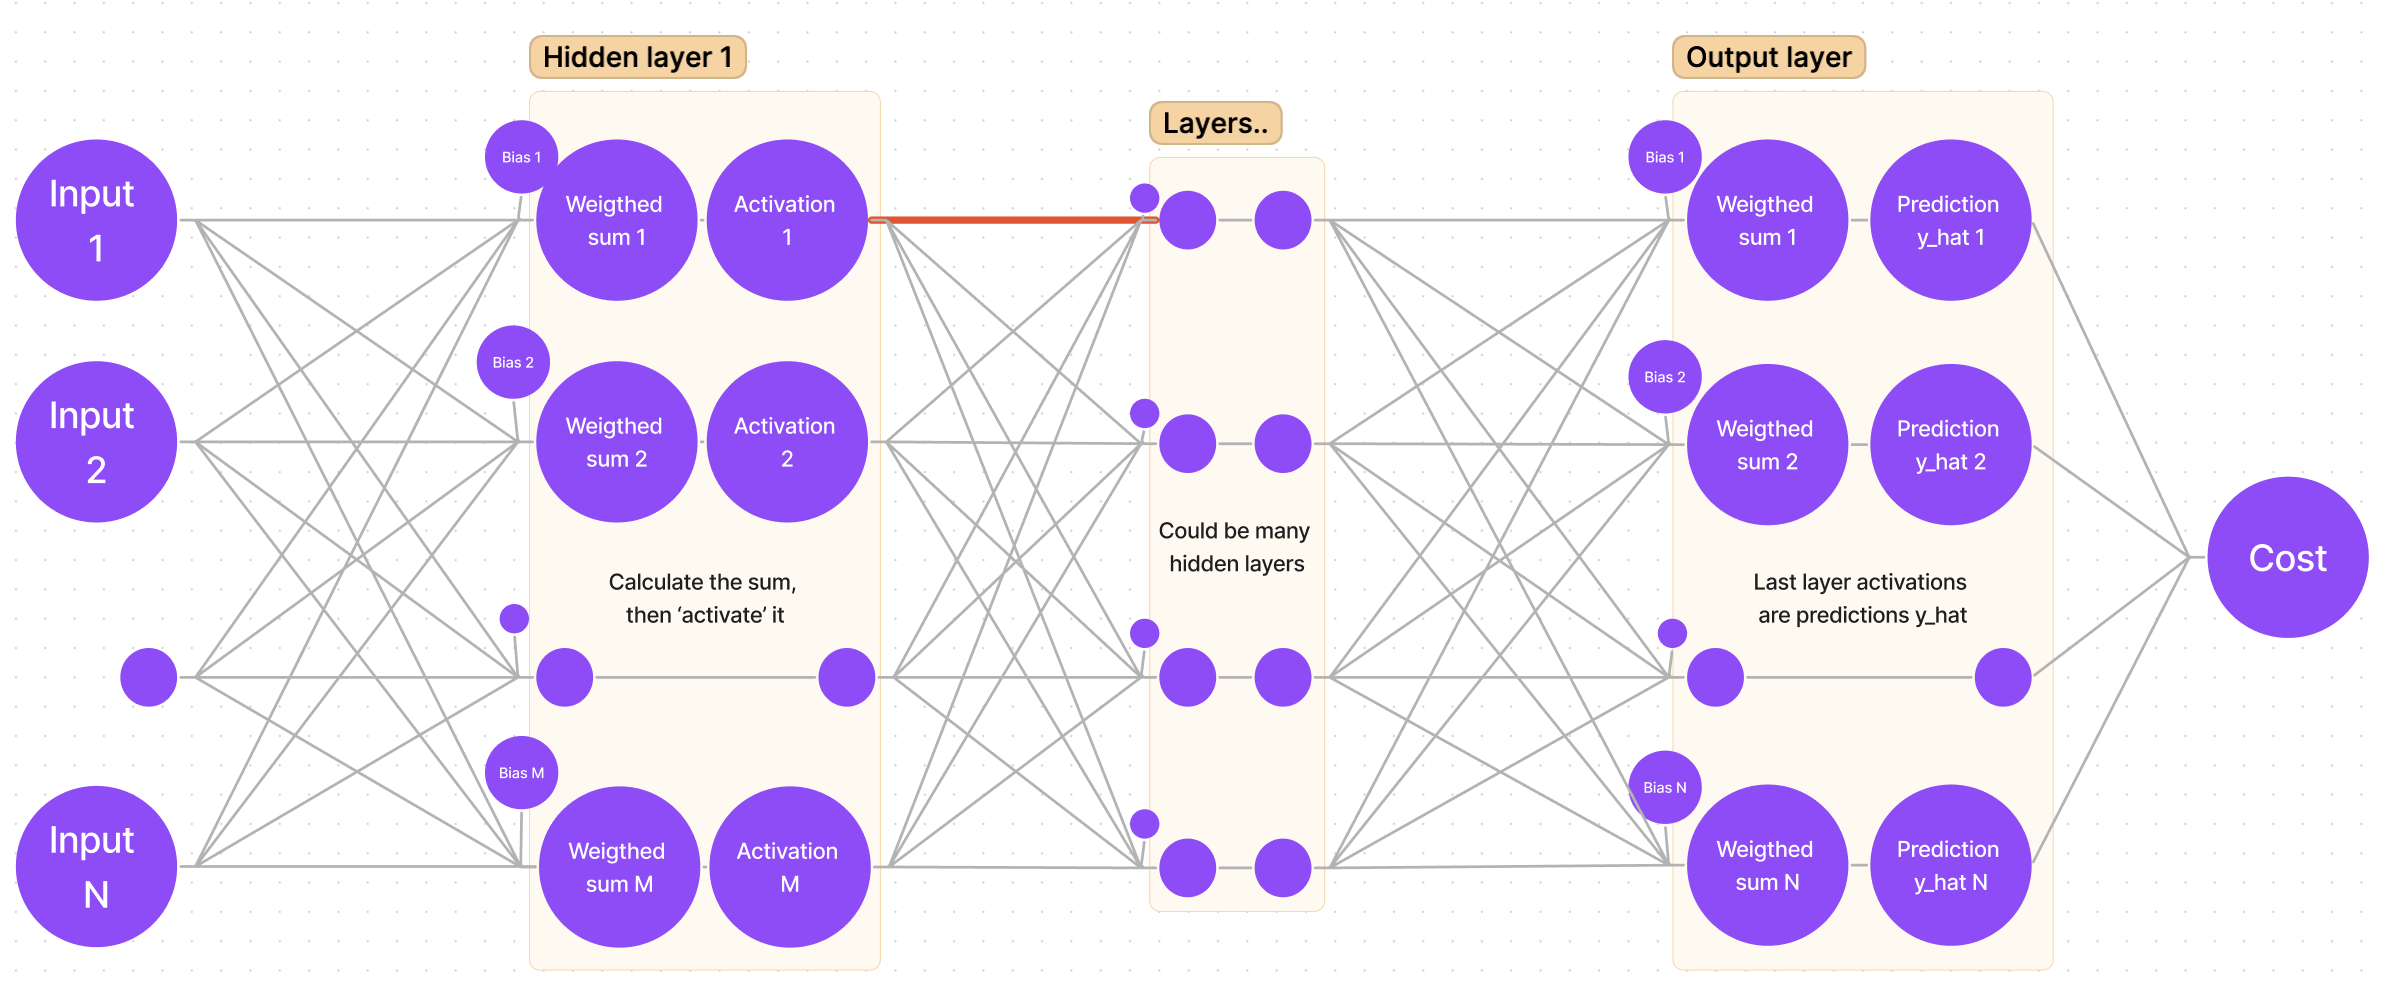 Hidden layer 1
Output layer
Layers..
Input
1
Bias 1
Weigthed
sum 1
Activation
1
Bias 1
Weigthed
sum 1
Prediction
y_hat 1
Input
2
Bias 2
Weigthed
sum 2
Activation
2
Bias 2
Weigthed
sum 2
Prediction
y_hat 2
Calculate the sum,
then ‘activate’ it
Could be many
hidden layers
Last layer activations
are predictions y_hat
Cost
Input
N
Bias M
Weigthed
sum M
Activation
M
Bias N
Weigthed
sum N
Prediction
y_hat N